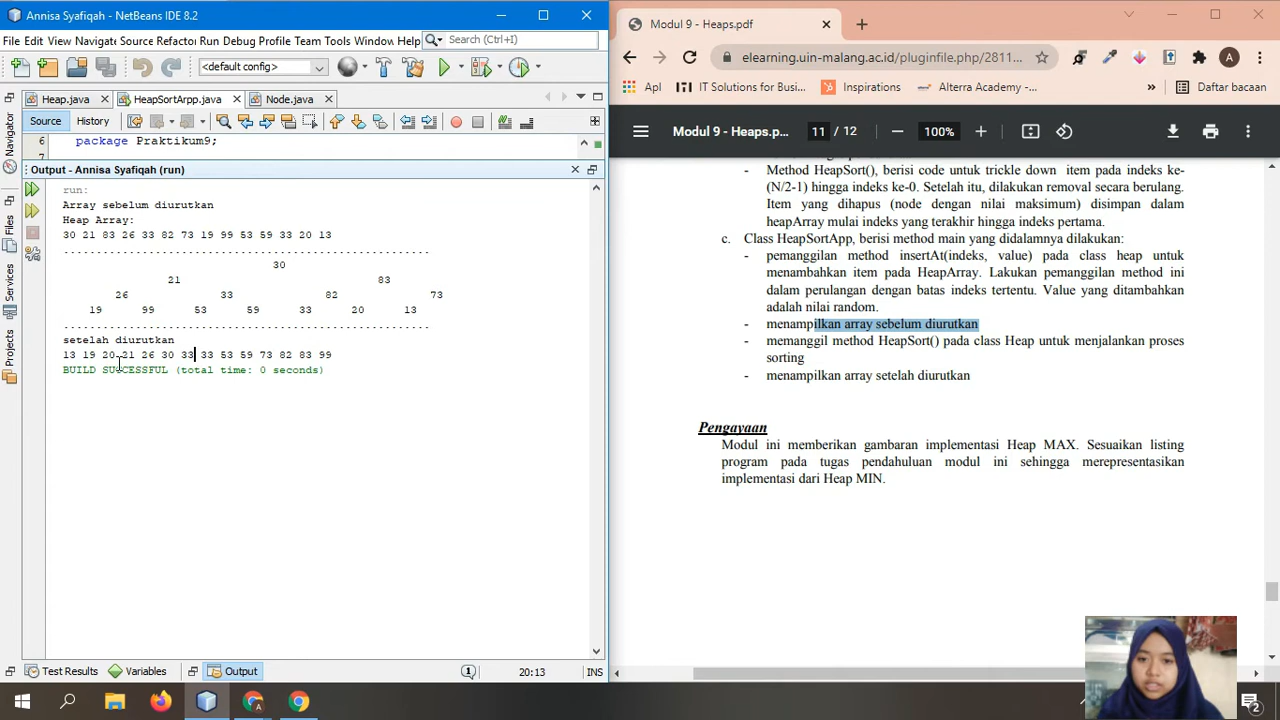 Annisa Syafiqah - NetBeans IDE 8.2
File Edit View Navigate Source Refactor Run Debug Profile Team Tools Window Help
Search (Ctrl+I)
<default config>
Heap.java
HeapSortArpp.java
Node.java
Source
History
6 package Praktikum9;
7
Output - Annisa Syafiqah (run)
run:
Array sebelum diurutkan
Heap Array:
30 21 83 26 33 82 73 19 99 53 59 33 20 13
--------------------------------------------------------
30
21 83
26 33 82 73
19 99 53 59 33 20 13
--------------------------------------------------------
setelah diurutkan
13 19 20 21 26 30 33 33 53 59 73 82 83 99
BUILD SUCCESSFUL (total time: 0 seconds)
Navigator
Files
Services
Projects
Test Results
Variables
Output
1
20:13
INS
Modul 9 - Heaps.pdf
elearning.uin-malang.ac.id/pluginfile.php/2811...
A
Apl
IT Solutions for Busi...
Inspirations
Alterra Academy -...
»
Daftar bacaan
Modul 9 - Heaps.p...
11 / 12
100%
- Method HeapSort(), berisi code untuk trickle down item pada indeks ke-
(N/2-1) hingga indeks ke-0. Setelah itu, dilakukan removal secara berulang.
Item yang dihapus (node dengan nilai maksimum) disimpan dalam
heapArray mulai indeks yang terakhir hingga indeks pertama.
c. Class HeapSortApp, berisi method main yang didalamnya dilakukan:
- pemanggilan method insertAt(indeks, value) pada class heap untuk
menambahkan item pada HeapArray. Lakukan pemanggilan method ini
dalam perulangan dengan batas indeks tertentu. Value yang ditambahkan
adalah nilai random.
- menampilkan array sebelum diurutkan
- memanggil method HeapSort() pada class Heap untuk menjalankan proses
sorting
- menampilkan array setelah diurutkan
Pengayaan
Modul ini memberikan gambaran implementasi Heap MAX. Sesuaikan listing
program pada tugas pendahuluan modul ini sehingga merepresentasikan
implementasi dari Heap MIN.
2